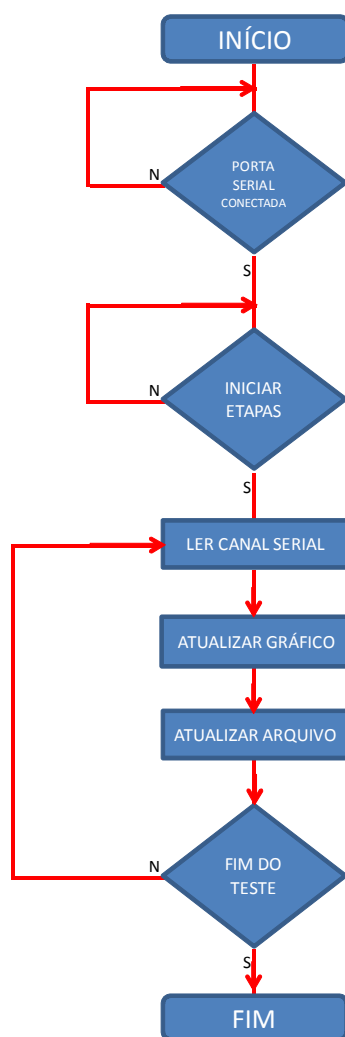 INÍCIO
PORTA
SERIAL
CONECTADA
N
S
INICIAR
ETAPAS
N
S
LER CANAL SERIAL
ATUALIZAR GRÁFICO
ATUALIZAR ARQUIVO
N
FIM DO
TESTE
S
FIM